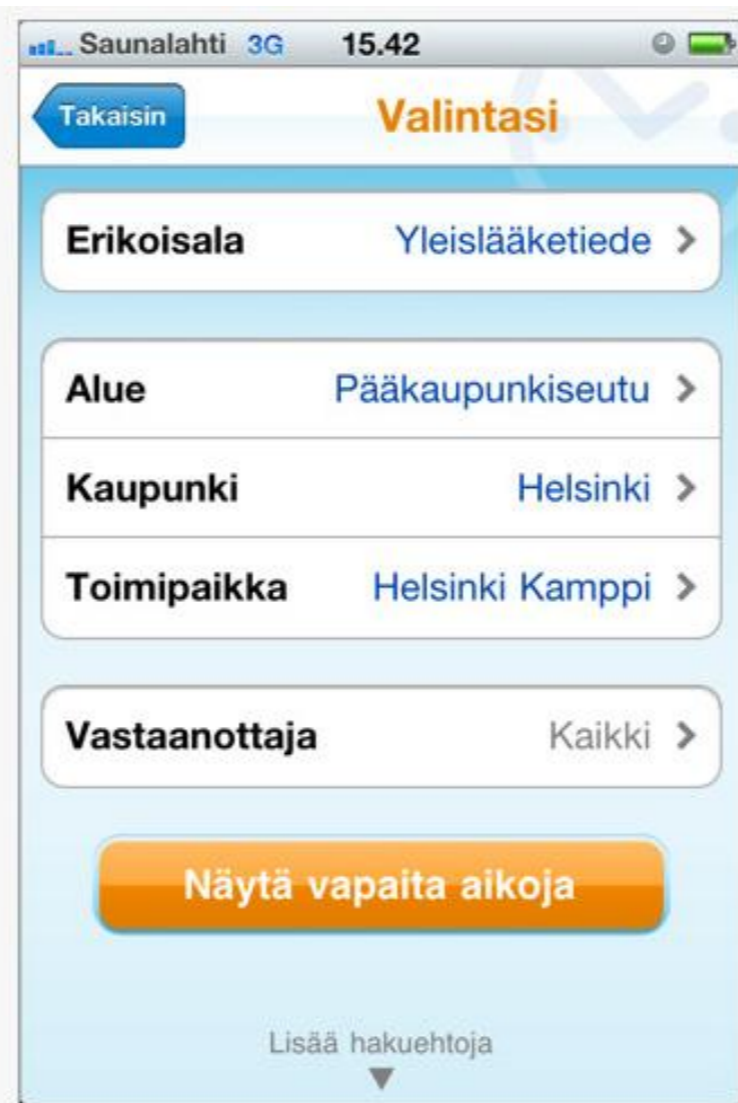 Saunalahti 3G 15.42
Takaisin Valintasi
Erikoisala Yleislääketiede
Alue Pääkaupunkiseutu
Kaupunki Helsinki
Toimipaikka Helsinki Kamppi
Vastaanottaja Kaikki
Näytä vapaita aikoja
Lisää hakuehtoja